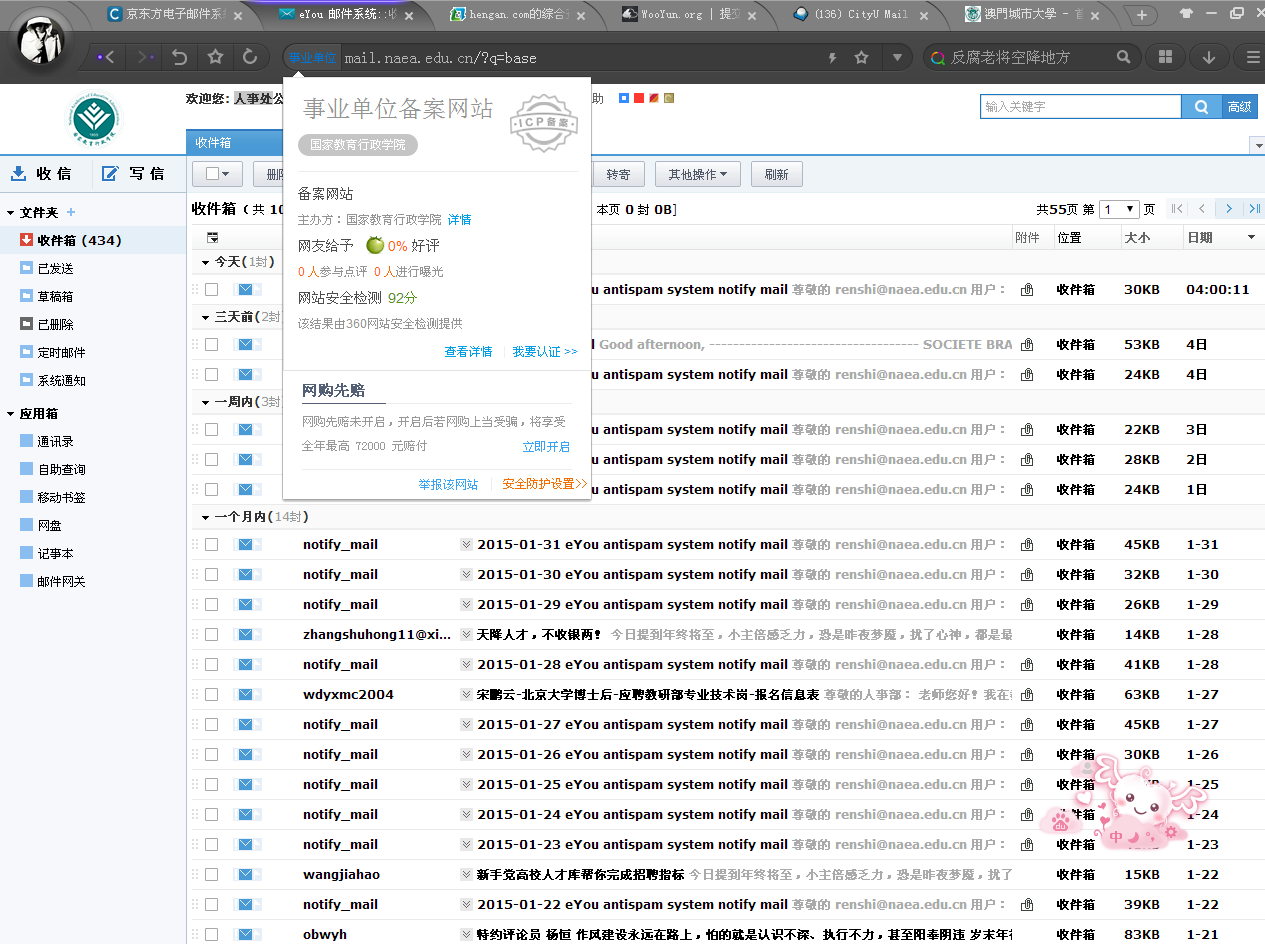 京东方电子邮件系
eYou 邮件系统::收
hengan.com的综合
WooYun.org | 提交
(136) CityU Mail
澳門城市大學 - 首
事业单位 mail.naea.edu.cn/?q=base
反腐老将空降地方
欢迎您: 人事处公
助
输入关键字
高级
收件箱
收信 写信
删除 转寄 其他操作 刷新
收件箱 ( 共 10
本页 0 封 0B]
共55页 第 1 页
附件 位置 大小 日期
文件夹 +
收件箱 (434)
已发送
草稿箱
已删除
定时邮件
系统通知
应用箱
通讯录
自助查询
移动书签
网盘
记事本
邮件网关
事业单位备案网站
ICP备案
国家教育行政学院
备案网站
主办方：国家教育行政学院 详情
网友给予 0% 好评
0 人参与点评 0 人进行曝光
网站安全检测 92分
该结果由360网站安全检测提供
查看详情 我要认证 >>
网购先赔
网购先赔未开启，开启后若网购上当受骗，将享受
全年最高 72000 元赔付 立即开启
举报该网站 安全防护设置>>
今天(1封)
u antispam system notify mail 尊敬的 renshi@naea.edu.cn 用户： 收件箱 30KB 04:00:11
三天前(2封
Good afternoon, ------------------------------------ SOCIETE BRA 收件箱 53KB 4日
u antispam system notify mail 尊敬的 renshi@naea.edu.cn 用户： 收件箱 24KB 4日
一周内(3封
u antispam system notify mail 尊敬的 renshi@naea.edu.cn 用户： 收件箱 22KB 3日
u antispam system notify mail 尊敬的 renshi@naea.edu.cn 用户： 收件箱 28KB 2日
u antispam system notify mail 尊敬的 renshi@naea.edu.cn 用户： 收件箱 24KB 1日
一个月内(14封)
notify_mail 2015-01-31 eYou antispam system notify mail 尊敬的 renshi@naea.edu.cn 用户： 收件箱 45KB 1-31
notify_mail 2015-01-30 eYou antispam system notify mail 尊敬的 renshi@naea.edu.cn 用户： 收件箱 32KB 1-30
notify_mail 2015-01-29 eYou antispam system notify mail 尊敬的 renshi@naea.edu.cn 用户： 收件箱 26KB 1-29
zhangshuhong11@xi... 天降人才，不收银两！ 今日提到年终将至，小主倍感乏力，恐是昨夜梦魇，扰了心神，都是最 收件箱 14KB 1-28
notify_mail 2015-01-28 eYou antispam system notify mail 尊敬的 renshi@naea.edu.cn 用户： 收件箱 41KB 1-28
wdyxmc2004 宋鹏云-北京大学博士后-应聘教研部专业技术岗-报名信息表 尊敬的人事部： 老师您好！我在 收件箱 63KB 1-27
notify_mail 2015-01-27 eYou antispam system notify mail 尊敬的 renshi@naea.edu.cn 用户： 收件箱 45KB 1-27
notify_mail 2015-01-26 eYou antispam system notify mail 尊敬的 renshi@naea.edu.cn 用户： 收件箱 30KB 1-26
notify_mail 2015-01-25 eYou antispam system notify mail 尊敬的 renshi@naea.edu.cn 用户： 收件箱 1-25
notify_mail 2015-01-24 eYou antispam system notify mail 尊敬的 renshi@naea.edu.cn 用户： 件箱 -24
du 中
notify_mail 2015-01-23 eYou antispam system notify mail 尊敬的 renshi@naea.edu.cn 用户： 收件箱 1-23
wangjiahao 新手党高校人才库帮你完成招聘指标 今日提到年终将至，小主倍感乏力，恐是昨夜梦魇，扰了 收件箱 15KB 1-22
notify_mail 2015-01-22 eYou antispam system notify mail 尊敬的 renshi@naea.edu.cn 用户： 收件箱 39KB 1-22
obwyh 特约评论员 杨恒 作风建设永远在路上，怕的就是认识不深、执行不力，甚至阳奉阴违 岁末年 收件箱 83KB 1-21